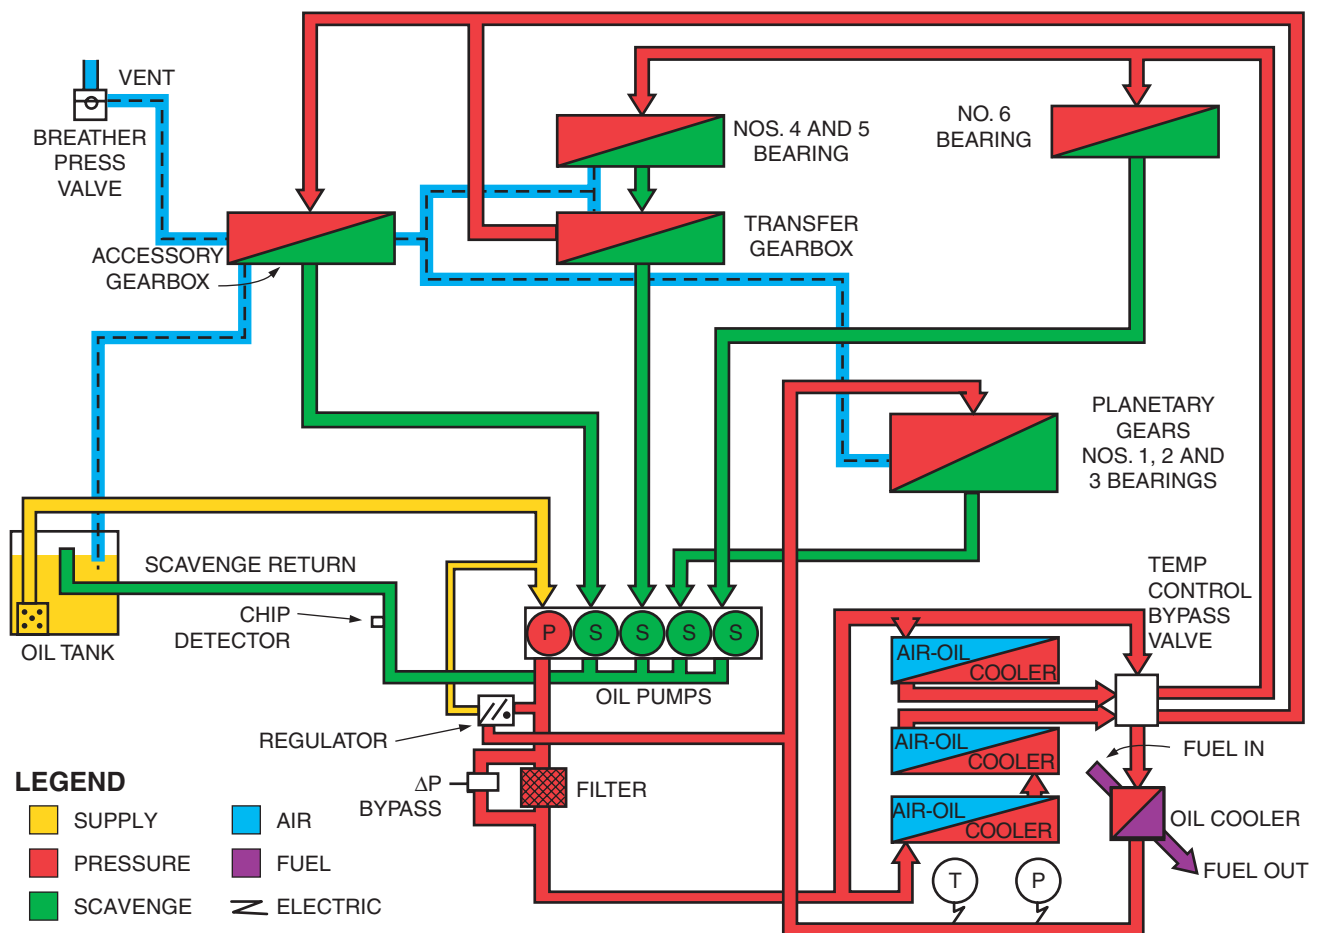 VENT
BREATHER
PRESS
VALVE
NOS. 4 AND 5
BEARING
NO. 6
BEARING
ACCESSORY
GEARBOX
TRANSFER
GEARBOX
PLANETARY
GEARS
NOS. 1, 2 AND
3 BEARINGS
SCAVENGE RETURN
CHIP
DETECTOR
OIL TANK
P S S S S
OIL PUMPS
TEMP
CONTROL
BYPASS
VALVE
AIR-OIL
COOLER
REGULATOR
AIR-OIL
COOLER
FUEL IN
ΔP
BYPASS
FILTER
AIR-OIL
COOLER
OIL COOLER
FUEL OUT
T P
LEGEND
SUPPLY
AIR
PRESSURE
FUEL
SCAVENGE
ELECTRIC